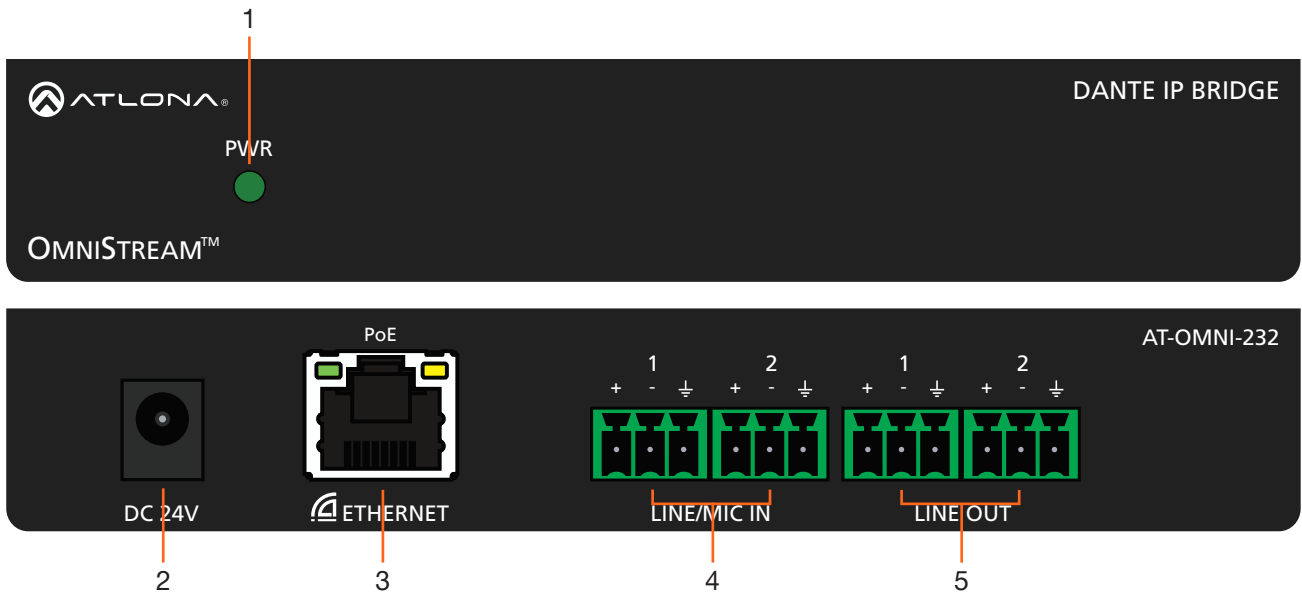 1
ATLONA®
DANTE IP BRIDGE
PWR
OMNISTREAM™
PoE
AT-OMNI-232
1 2 1 2
+ - + - + - + -
DC 24V
ETHERNET
LINE/MIC IN
LINE OUT
2 3 4 5